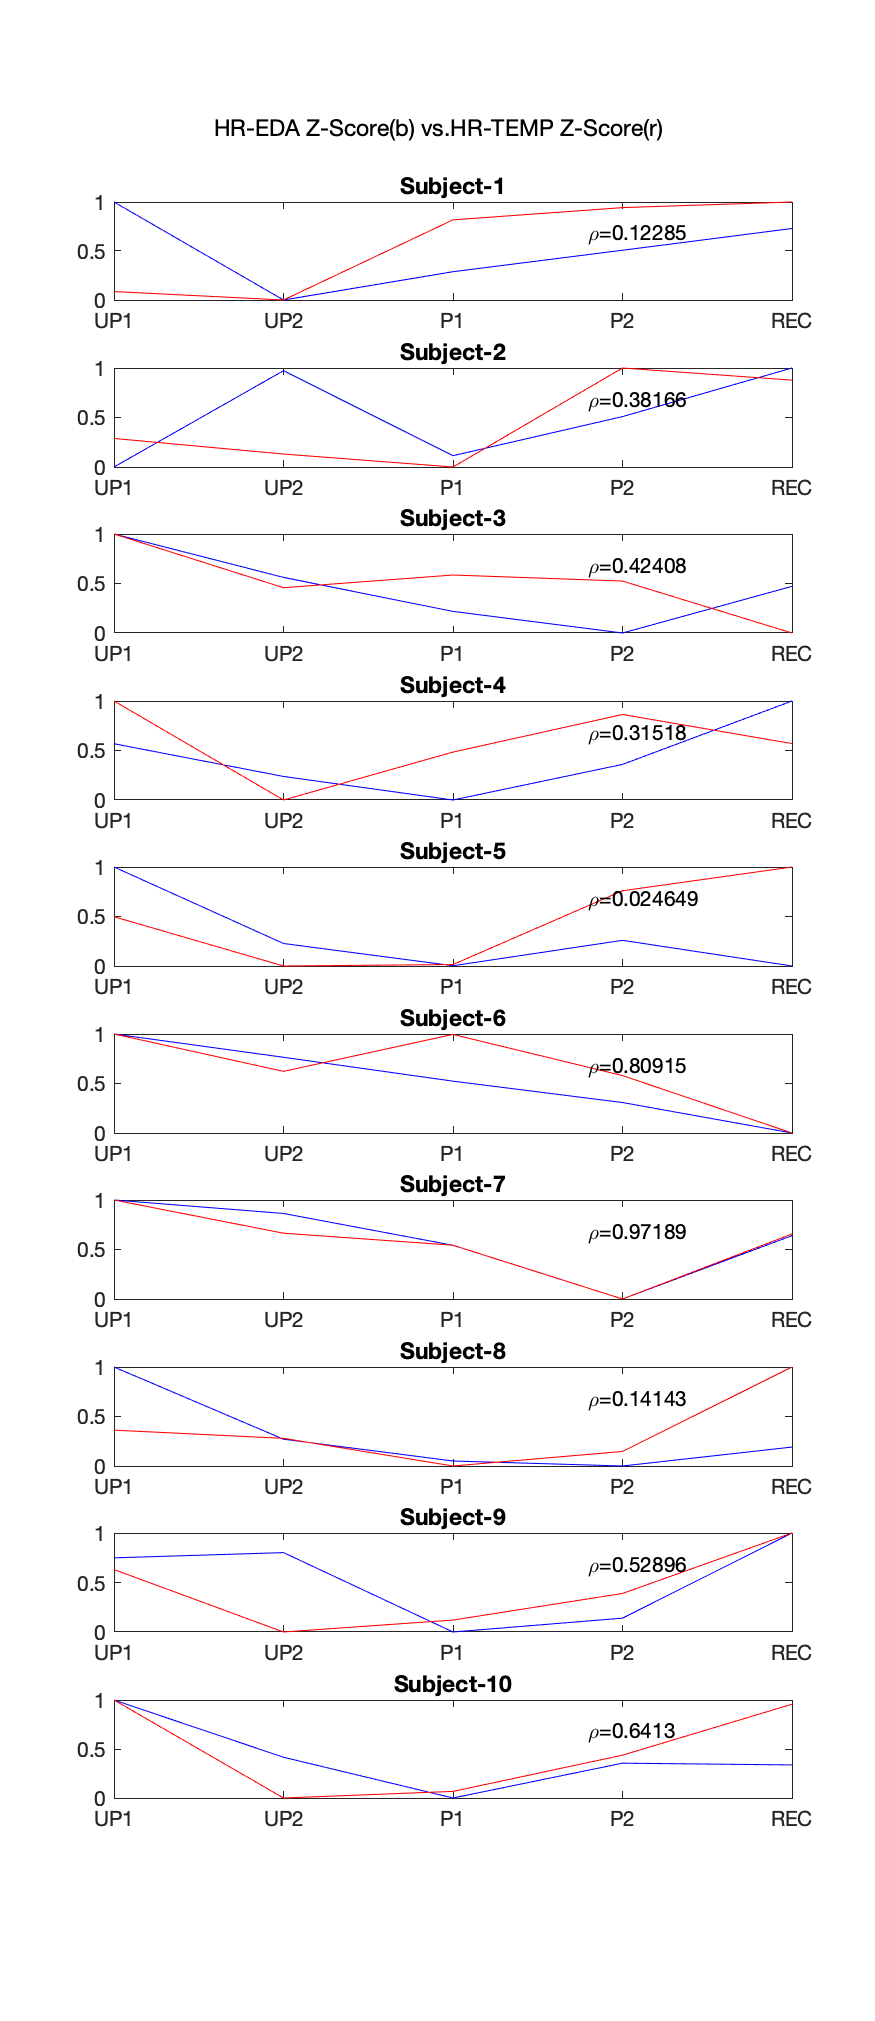 HR-EDA Z-Score(b) vs.HR-TEMP Z-Score(r)
Subject-1
1
ρ=0.12285
0.5
0
UP1 UP2 P1 P2 REC
Subject-2
1
ρ=0.38166
0.5
0
UP1 UP2 P1 P2 REC
Subject-3
1
ρ=0.42408
0.5
0
UP1 UP2 P1 P2 REC
Subject-4
1
ρ=0.31518
0.5
0
UP1 UP2 P1 P2 REC
Subject-5
1
ρ=0.024649
0.5
0
UP1 UP2 P1 P2 REC
Subject-6
1
ρ=0.80915
0.5
0
UP1 UP2 P1 P2 REC
Subject-7
1
ρ=0.97189
0.5
0
UP1 UP2 P1 P2 REC
Subject-8
1
ρ=0.14143
0.5
0
UP1 UP2 P1 P2 REC
Subject-9
1
ρ=0.52896
0.5
0
UP1 UP2 P1 P2 REC
Subject-10
1
ρ=0.6413
0.5
0
UP1 UP2 P1 P2 REC